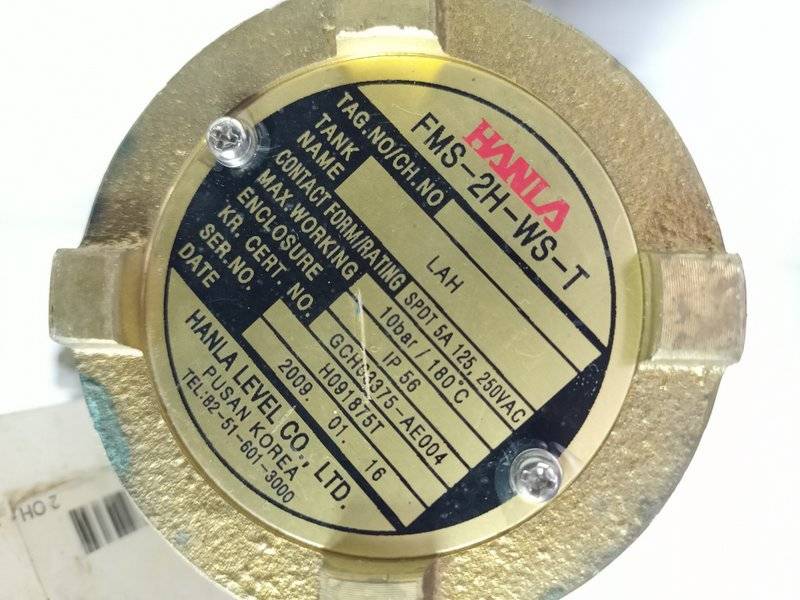 HANLA
FMS-2H-WS-T
TAG.NO/CH.NO
TANK NAME LAH
CONTACT FORM/RATING SPDT 5A 125, 250VAC
MAX.WORKING 10bar / 180°C
ENCLOSURE IP 56
KR. CERT. NO. GCH09375-AE004
SER.NO. H091875T
DATE 2009. 01. 16
HANLA LEVEL CO., LTD.
PUSAN KOREA
TEL:82-51-601-3000